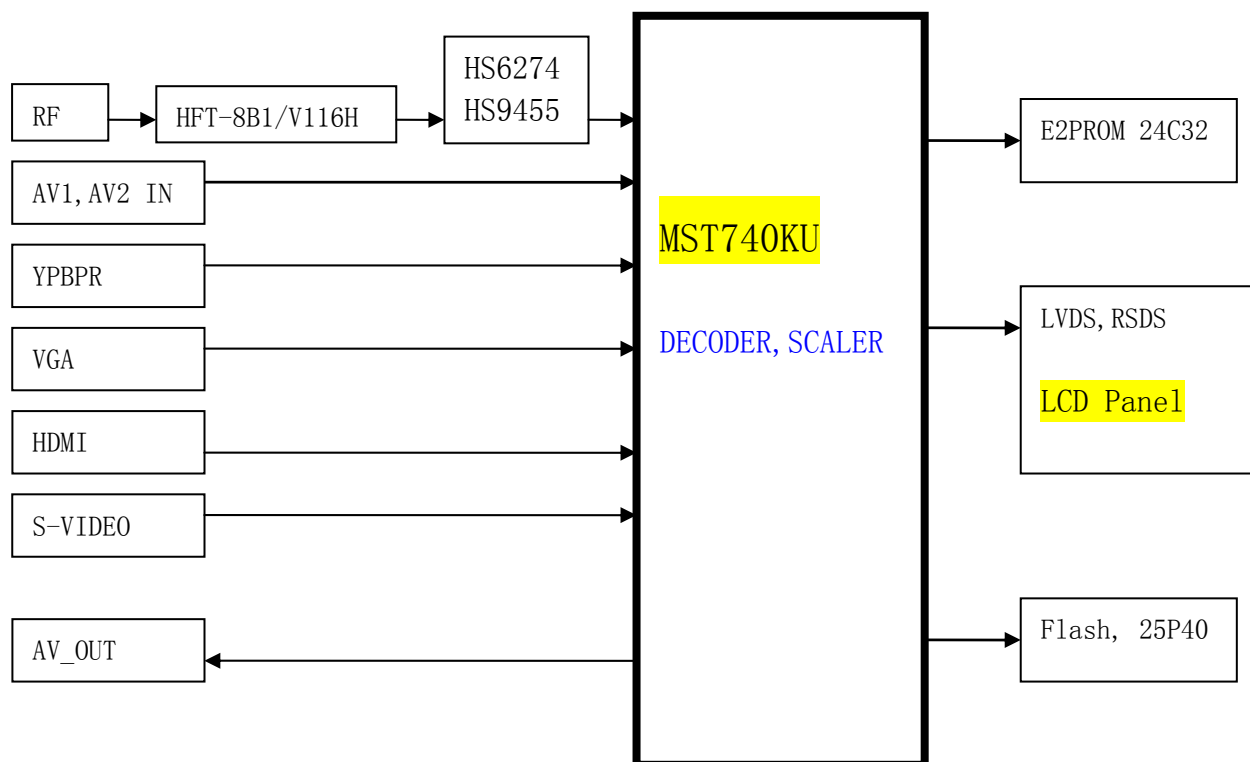 RF
HFT-8B1/V116H
HS6274
HS9455
AV1, AV2 IN
YPBPR
VGA
HDMI
S-VIDEO
AV_OUT
MST740KU
DECODER, SCALER
E2PROM 24C32
LVDS, RSDS
LCD Panel
Flash, 25P40